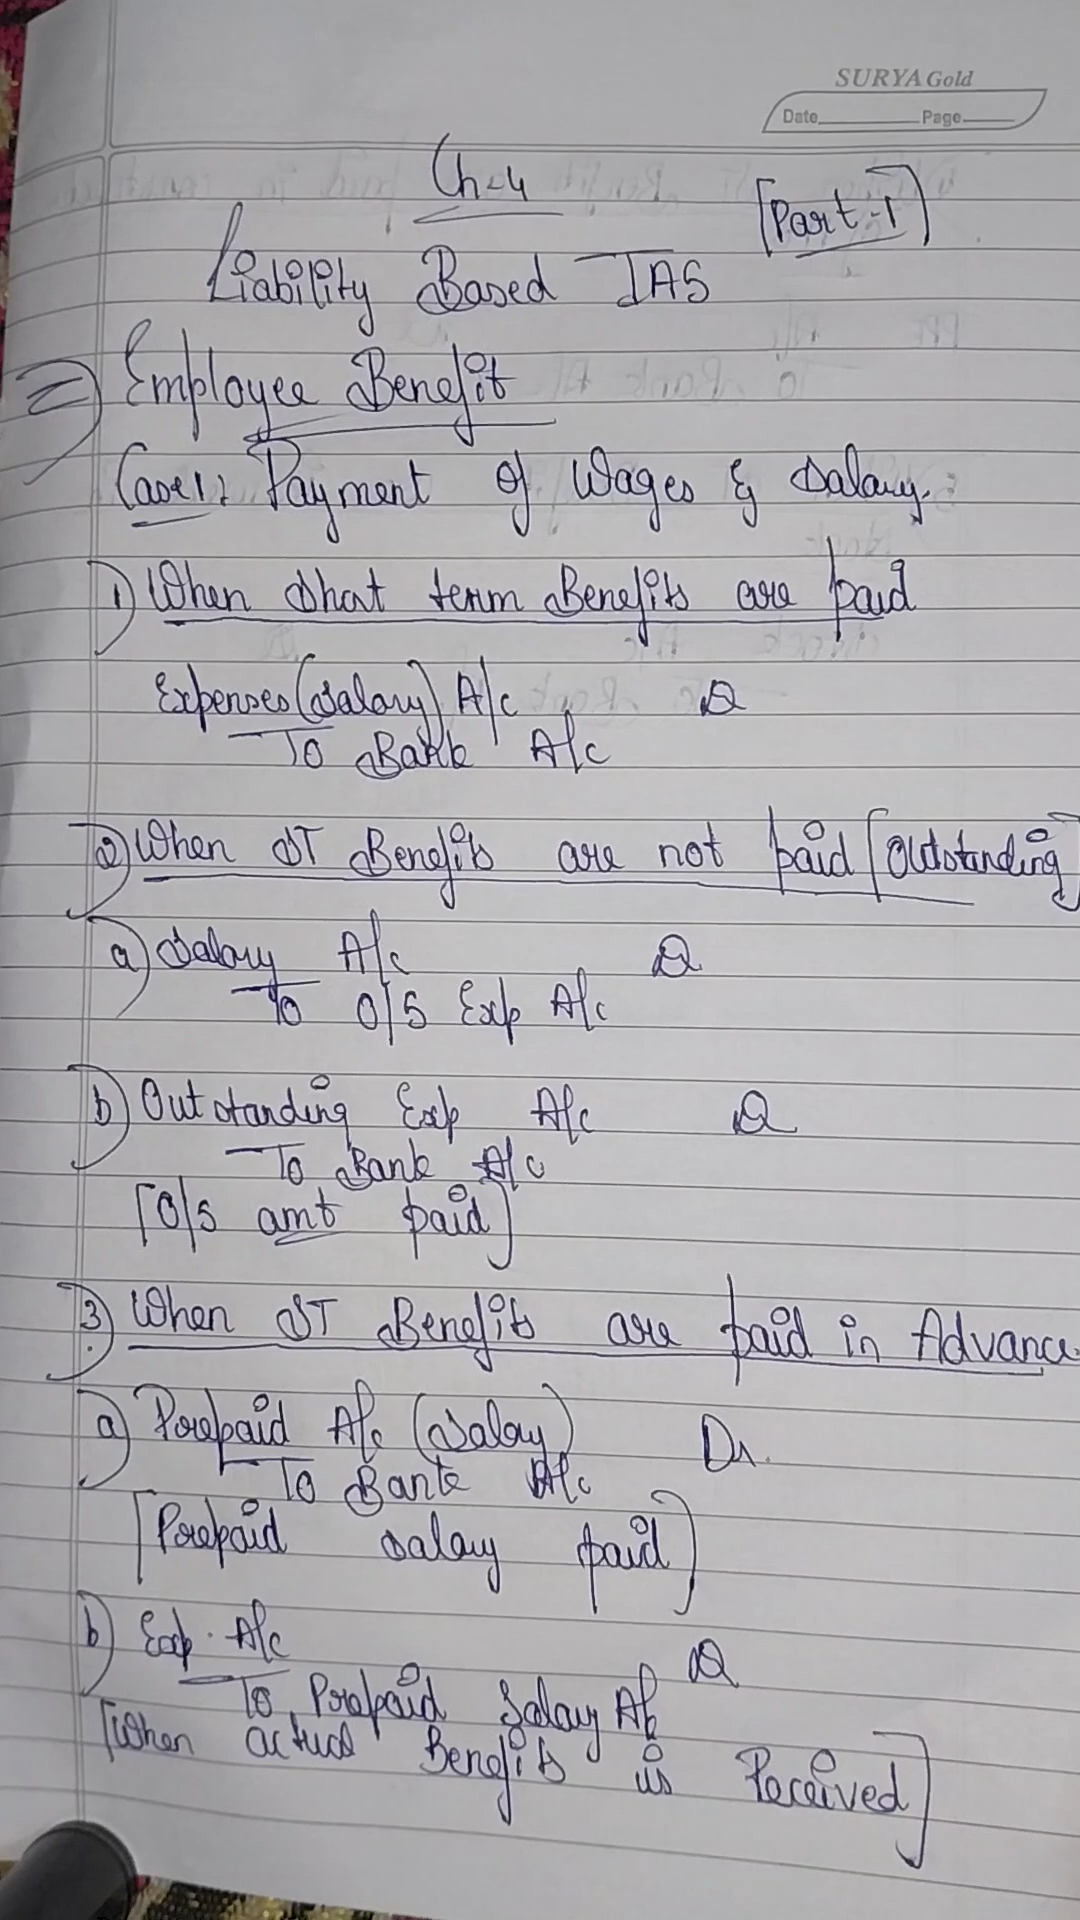 SURYA Gold
Date Page
Ch-4
[Part-1]
Liability Based IAS
Employee Benefit
Case 1: Payment of Wages & Salary.
1) When Short term Benefits are paid
Expenses (Salary) A/c Dr
To Bank A/c
2) When ST Benefits are not paid [Outstanding]
a) Salary A/c Dr
To O/S Exp A/c
b) Outstanding Exp A/c Dr
To Bank A/c
[O/S amt paid]
3) When ST Benefits are paid in Advance
a) Prepaid A/c (Salary) Dr.
To Bank A/c
[Prepaid salary paid]
b) Exp. A/c Dr
To Prepaid Salary A/c
[When actual Benefits is Received]